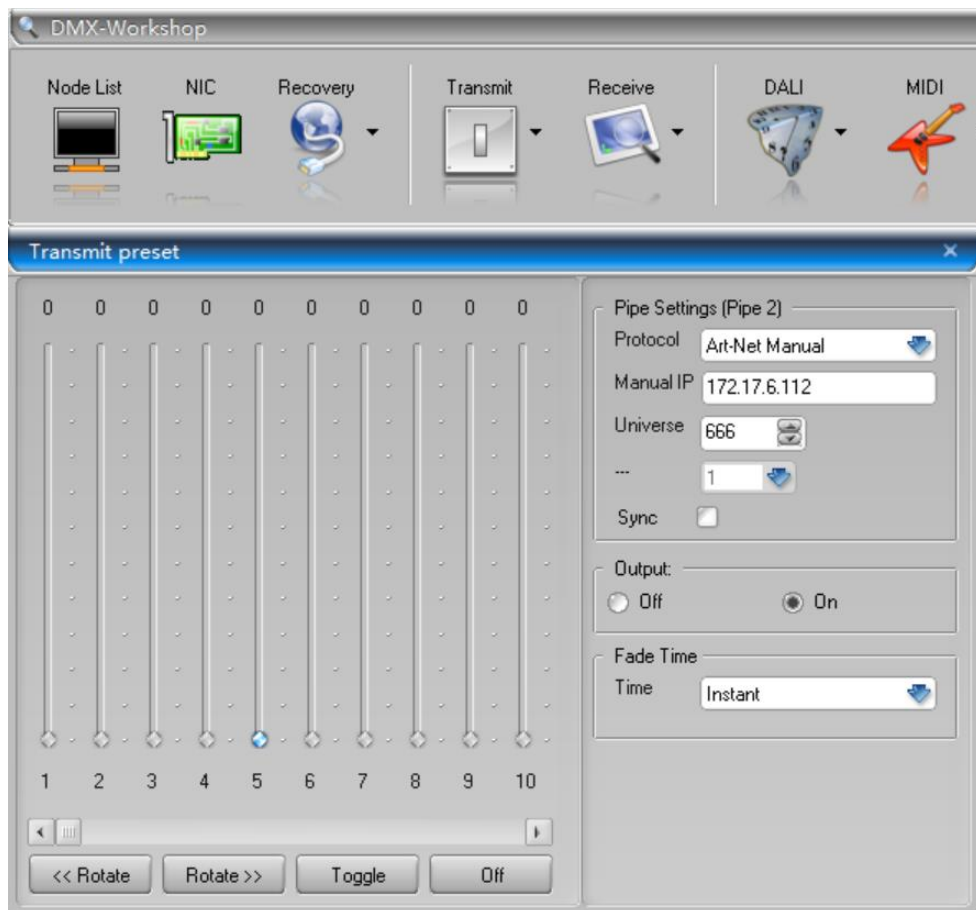 DMX-Workshop
Node List NIC Recovery Transmit Receive DALI MIDI
Transmit preset
0 0 0 0 0 0 0 0 0 0
1 2 3 4 5 6 7 8 9 10
<< Rotate Rotate >> Toggle Off
Pipe Settings (Pipe 2)
Protocol Art-Net Manual
Manual IP 172.17.6.112
Universe 666
--- 1
Sync
Output:
Off On
Fade Time
Time Instant